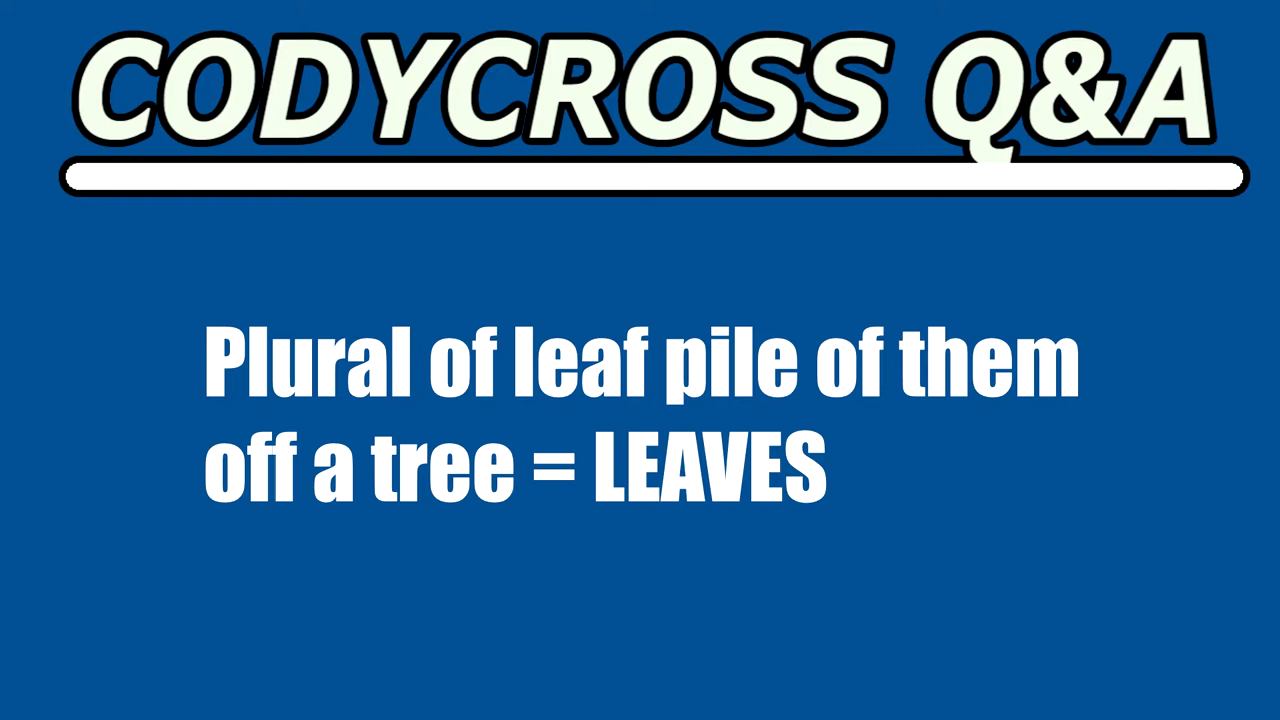 CODYCROSS Q&A
Plural of leaf pile of them
off a tree = LEAVES